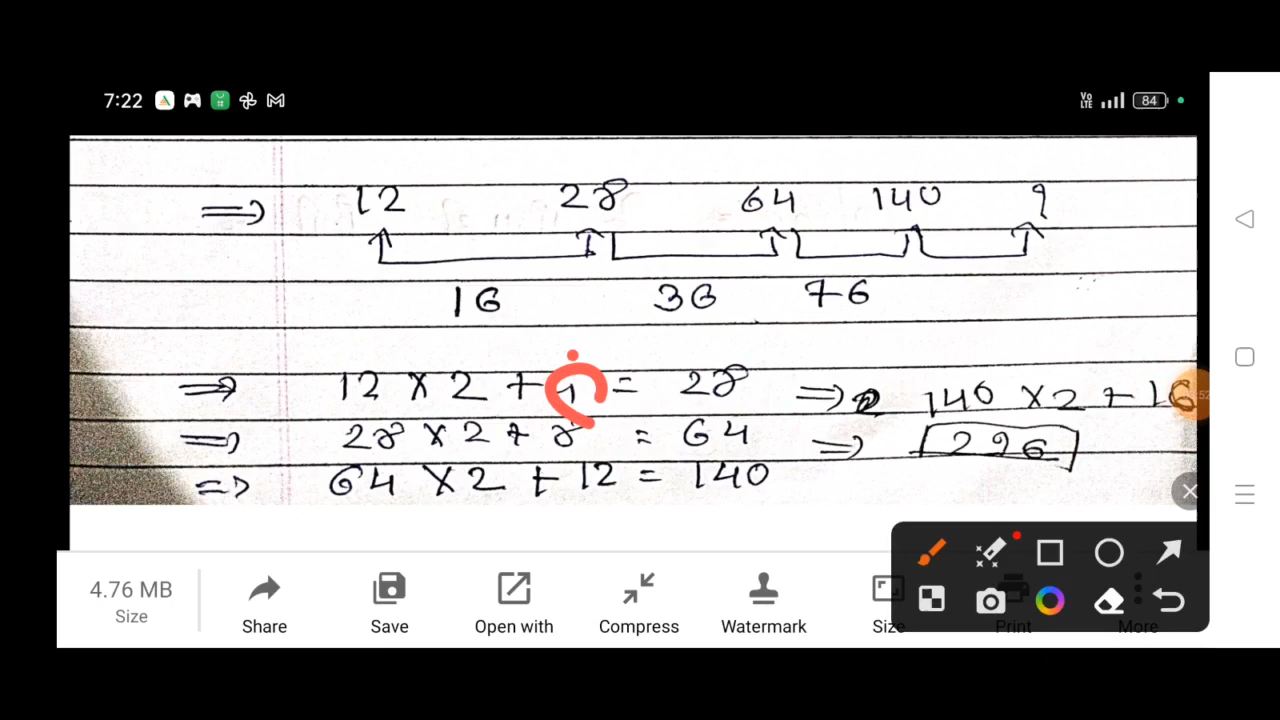 7:22 Vo LTE 84
⇒ 12 28 64 140 ?
16 36 76
⇒ 12 × 2 + 4 = 28 ⇒ 140 × 2 + 16
⇒ 28 × 2 + 8 = 64 ⇒ 296
⇒ 64 × 2 + 12 = 140
4.76 MB
Size Share Save Open with Compress Watermark Size Print More